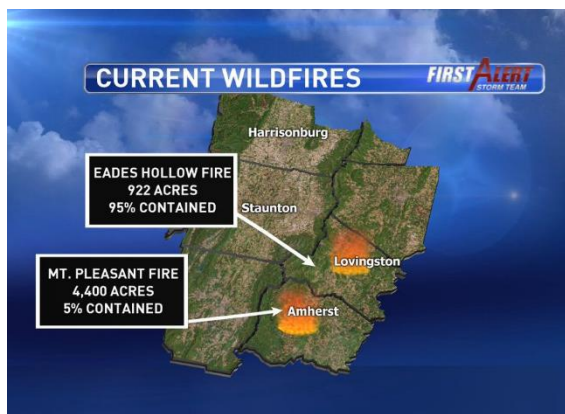 CURRENT WILDFIRES
FIRST ALERT
STORM TEAM
Harrisonburg
EADES HOLLOW FIRE
922 ACRES
95% CONTAINED
Staunton
Lovingston
MT. PLEASANT FIRE
4,400 ACRES
5% CONTAINED
Amherst